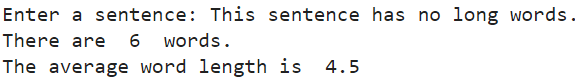 Enter a sentence: This sentence has no long words.
There are  6  words.
The average word length is  4.5